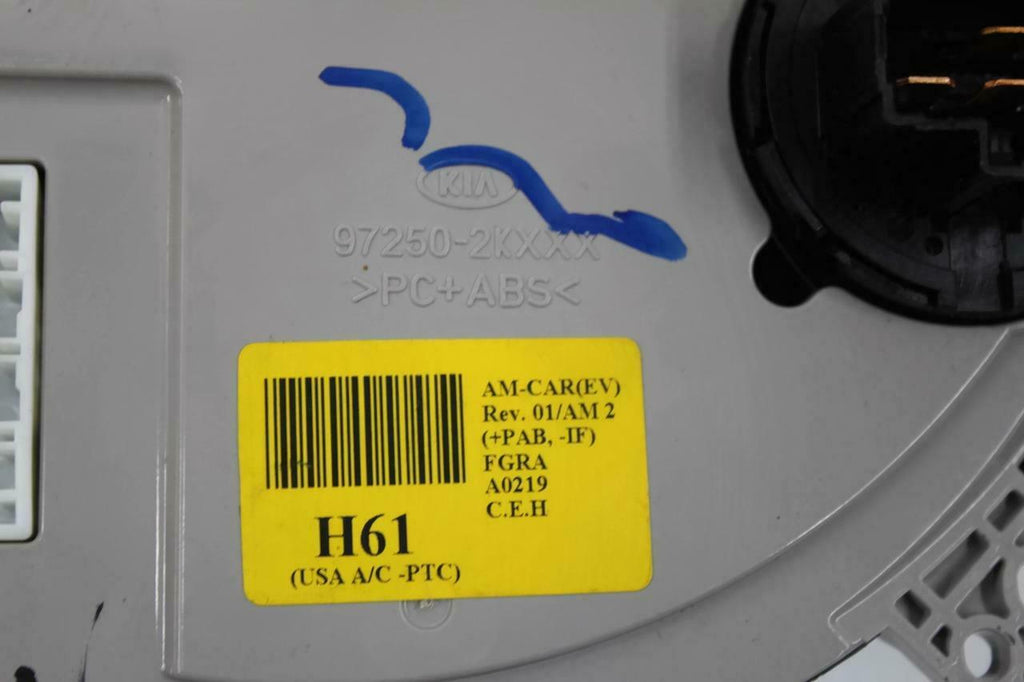 KIA
97250-2KXXX
>PC+ABS<
AM-CAR(EV)
Rev. 01/AM 2
(+PAB, -IF)
FGRA
A0219
C.E.H
H61
(USA A/C -PTC)